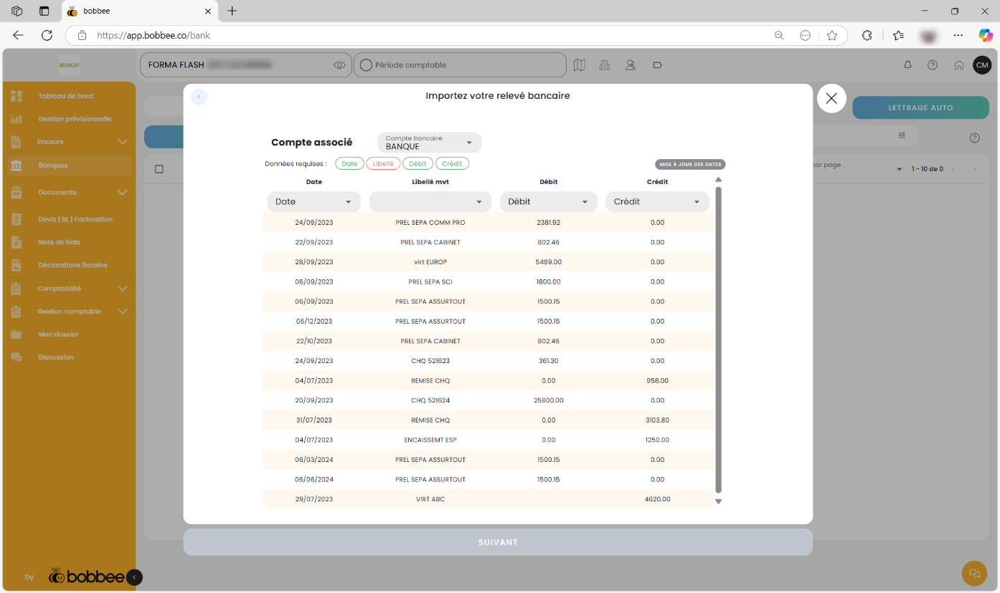 bobbee
https://app.bobbee.co/bank
FORMA FLASH
Période comptable
CM
Tableau de bord
Gestion prévisionnelle
Encours
Banques
Documents
Devis | BL | Facturation
Note de frais
Déclarations fiscales
Comptabilité
Gestion comptable
Mon dossier
Discussion
by bobbee
Importez votre relevé bancaire
LETTRAGE AUTO
par page
1 - 10 de 0
Compte associé
Compte bancaire
BANQUE
Données requises : Date Libellé Débit Crédit
MISE À JOUR DES DATES
Date Libellé mvt Débit Crédit
Date Débit Crédit
24/09/2023 PREL SEPA COMM PRO 2381.92 0.00
22/09/2023 PREL SEPA CABINET 802.46 0.00
28/09/2023 virt EUROP 5489.00 0.00
06/09/2023 PREL SEPA SCI 1800.00 0.00
06/09/2023 PREL SEPA ASSURTOUT 1500.15 0.00
06/12/2023 PREL SEPA ASSURTOUT 1500.15 0.00
22/10/2023 PREL SEPA CABINET 802.46 0.00
24/09/2023 CHQ 521623 361.30 0.00
04/07/2023 REMISE CHQ 0.00 958.00
20/09/2023 CHQ 521624 25800.00 0.00
31/07/2023 REMISE CHQ 0.00 3103.80
04/07/2023 ENCAISSEMT ESP 0.00 1250.00
06/03/2024 PREL SEPA ASSURTOUT 1500.15 0.00
06/06/2024 PREL SEPA ASSURTOUT 1500.15 0.00
29/07/2023 VIRT ABC 4620.00
SUIVANT